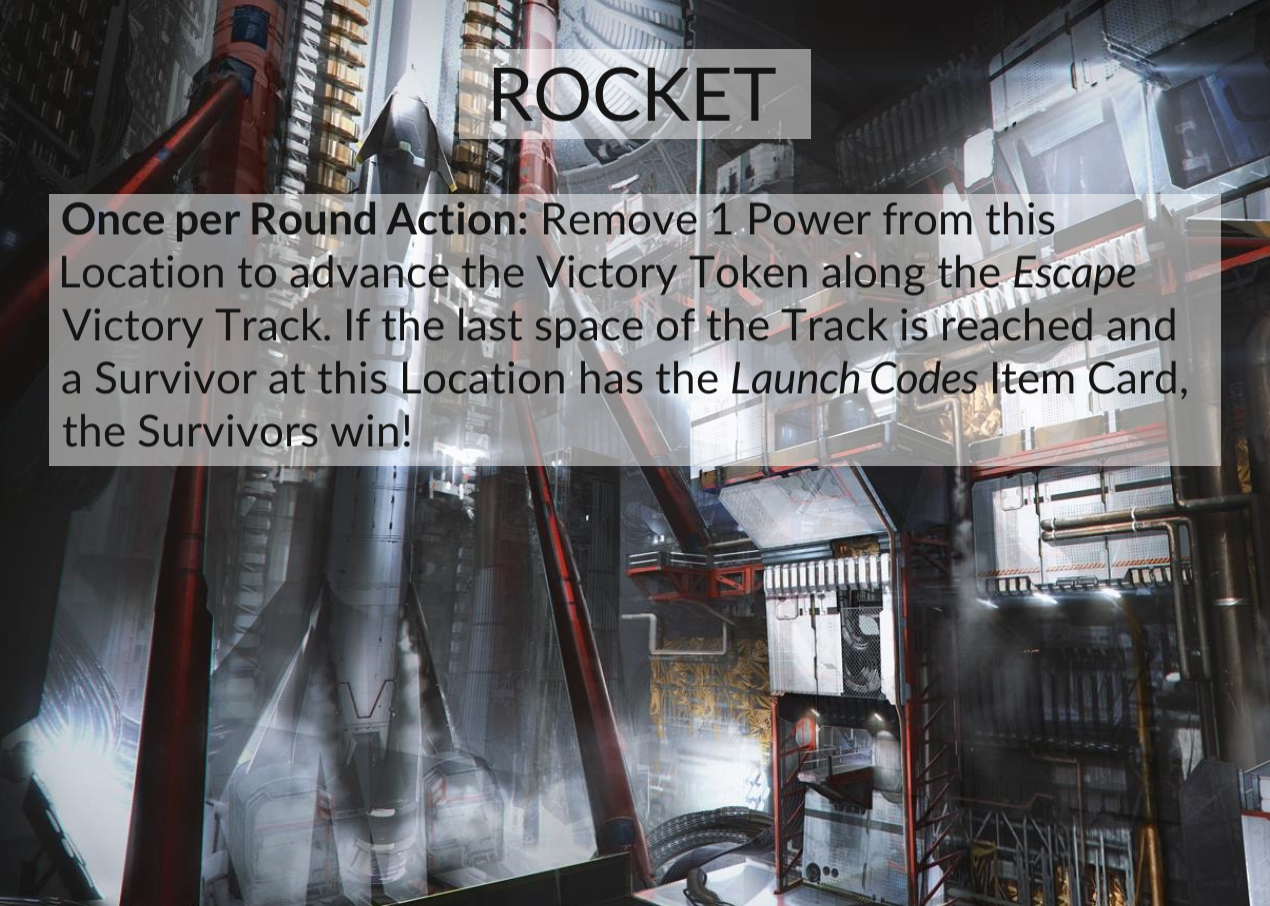 ROCKET
Once per Round Action: Remove 1 Power from this
Location to advance the Victory Token along the Escape
Victory Track. If the last space of the Track is reached and
a Survivor at this Location has the Launch Codes Item Card,
the Survivors win!